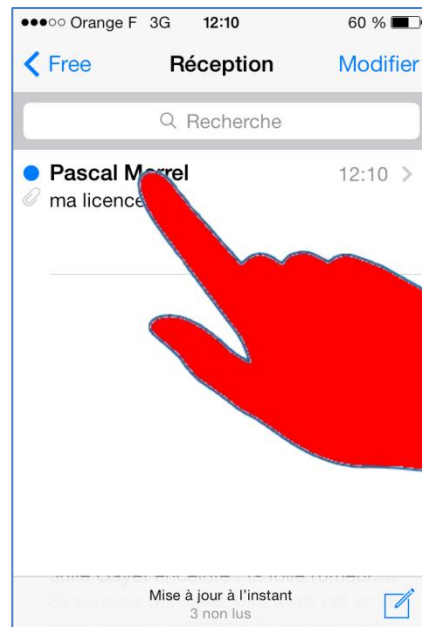 Orange F 3G 12:10 60 %
Free Réception Modifier
Recherche
Pascal Morrel 12:10
ma licence
Mise à jour à l'instant
3 non lus